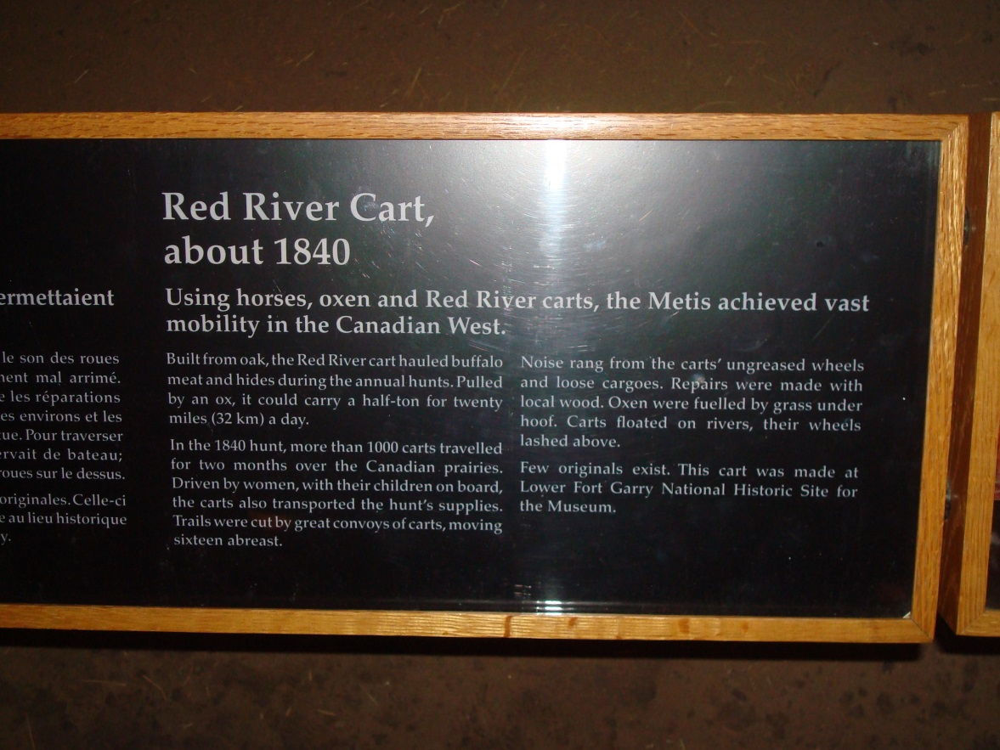 ermettaient
le son des roues
ment mal arrimé.
les réparations
es environs et les
ue. Pour traverser
ervait de bateau;
roues sur le dessus.
originales. Celle-ci
au lieu historique
y.
Red River Cart,
about 1840
Using horses, oxen and Red River carts, the Metis achieved vast
mobility in the Canadian West.
Built from oak, the Red River cart hauled buffalo
meat and hides during the annual hunts. Pulled
by an ox, it could carry a half-ton for twenty
miles (32 km) a day.
In the 1840 hunt, more than 1000 carts travelled
for two months over the Canadian prairies.
Driven by women, with their children on board,
the carts also transported the hunt's supplies.
Trails were cut by great convoys of carts, moving
sixteen abreast.
Noise rang from the carts' ungreased wheels
and loose cargoes. Repairs were made with
local wood. Oxen were fuelled by grass under
hoof. Carts floated on rivers, their wheels
lashed above.
Few originals exist. This cart was made at
Lower Fort Garry National Historic Site for
the Museum.